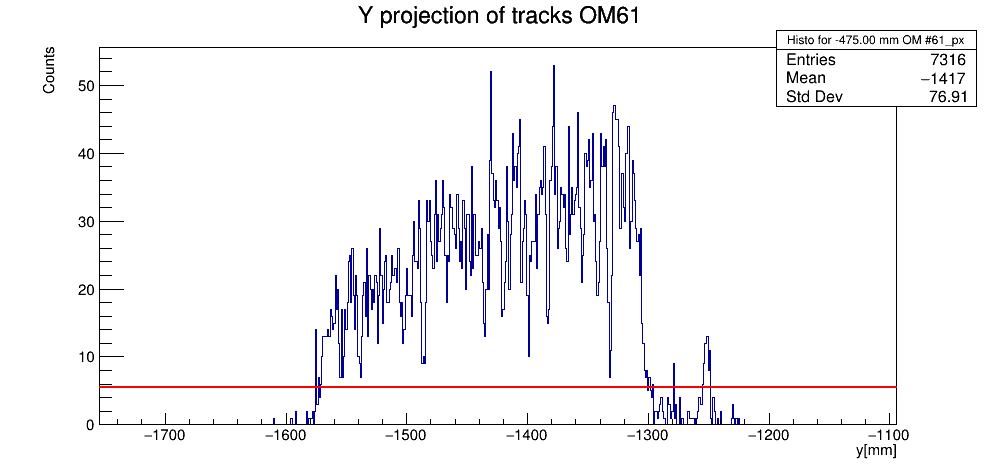 Y projection of tracks OM61
Histo for -475.00 mm OM #61_px
Entries 7316
Mean −1417
Std Dev 76.91
Counts
50
40
30
20
10
0
−1700 −1600 −1500 −1400 −1300 −1200 −1100
y[mm]